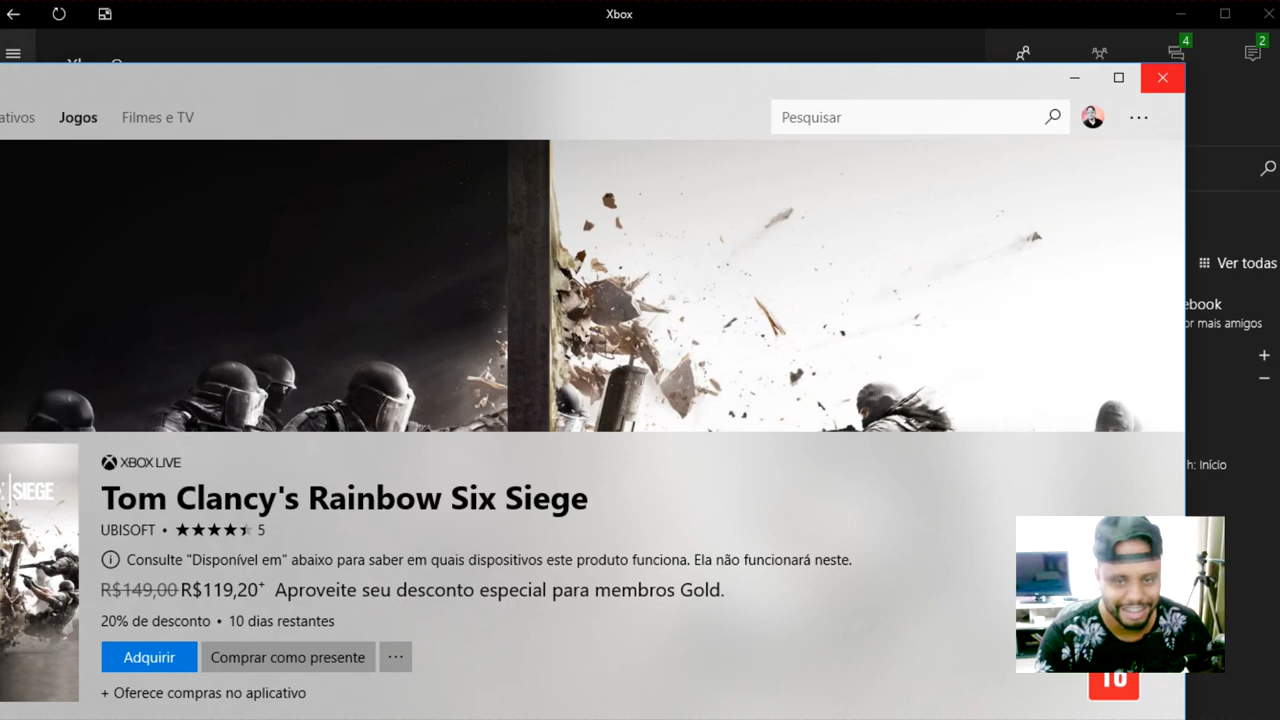 Xbox
4
2
ativos Jogos Filmes e TV
Pesquisar
Ver todas
ebook
or mais amigos
h: Início
SIEGE
XBOX LIVE
Tom Clancy's Rainbow Six Siege
UBISOFT • ★★★★★ 5
Consulte "Disponível em" abaixo para saber em quais dispositivos este produto funciona. Ela não funcionará neste.
R$149,00 R$119,20+ Aproveite seu desconto especial para membros Gold.
20% de desconto • 10 dias restantes
Adquirir
Comprar como presente
+ Oferece compras no aplicativo